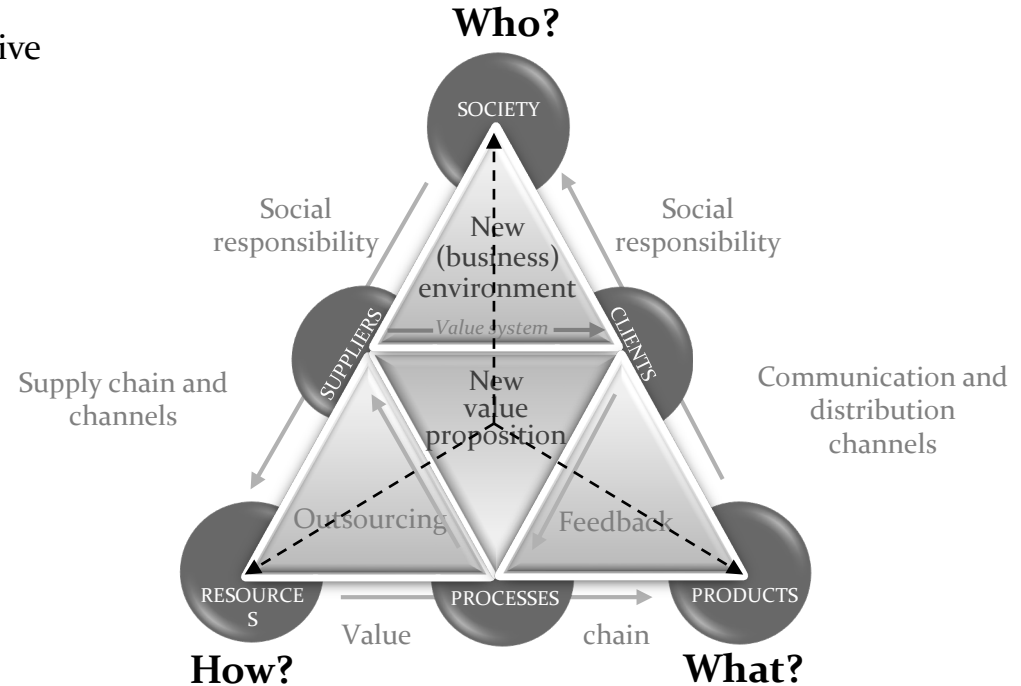 Who?
ive
SOCIETY
Social
responsibility
Social
responsibility
New
(business)
environment
Value system
SUPPLIERS
CLIENTS
Supply chain and
channels
New
value
proposition
Communication and
distribution
channels
Outsourcing
Feedback
RESOURCE
S
PROCESSES
PRODUCTS
Value
chain
How?
What?